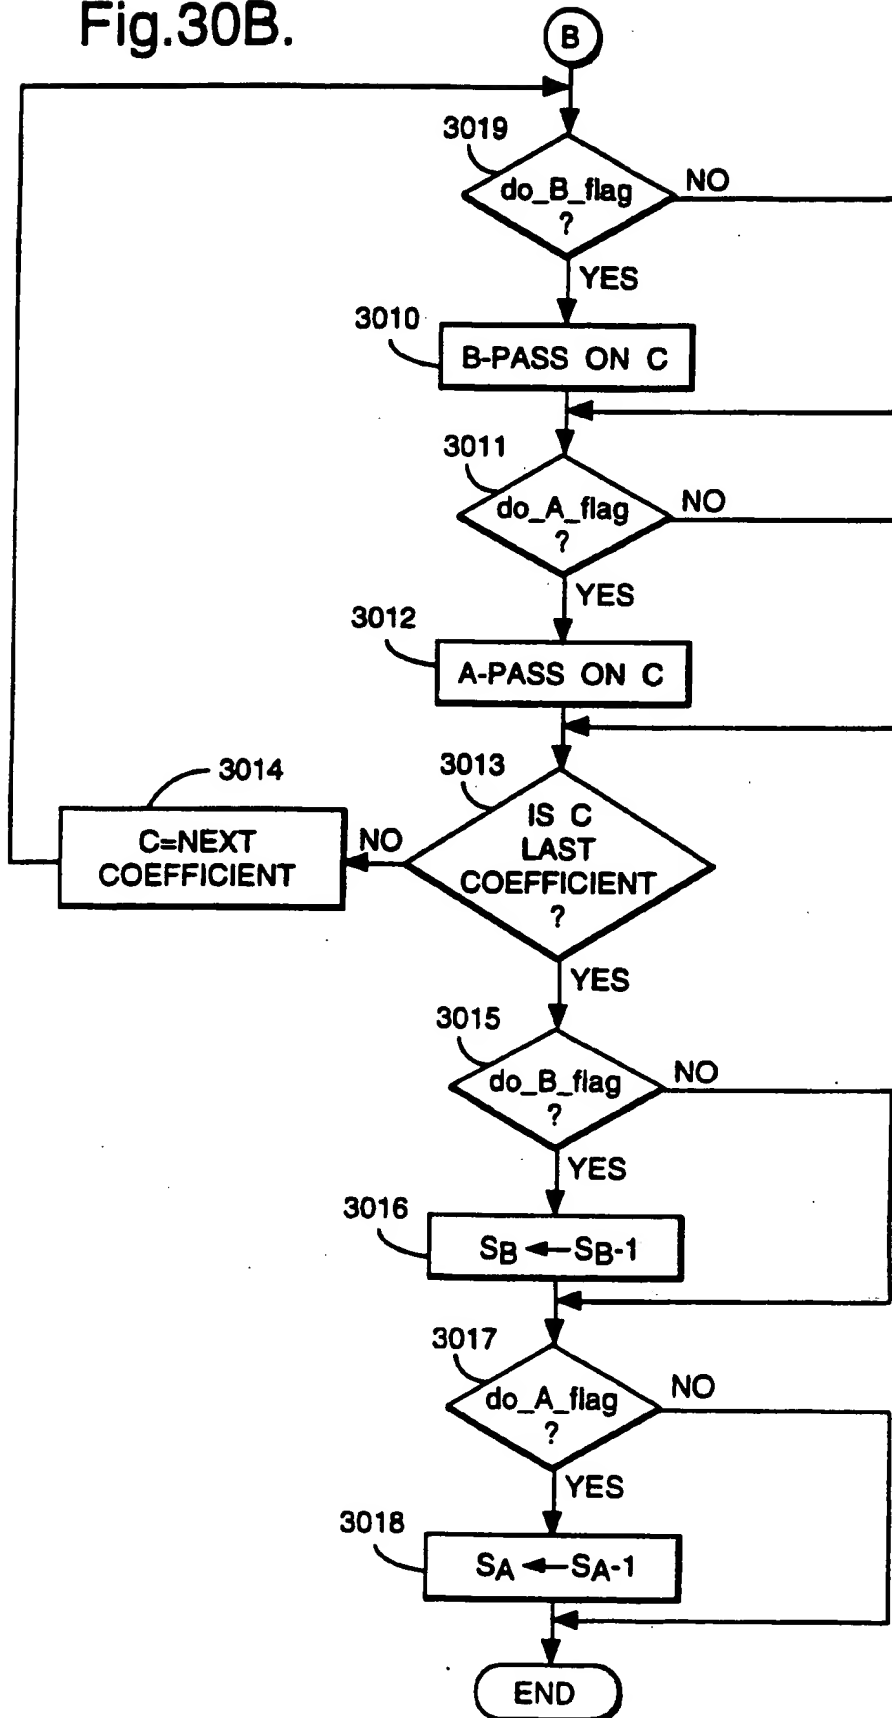 Fig.30B.
B
3019
do_B_flag
?
NO
YES
3010
B-PASS ON C
3011
do_A_flag
?
NO
YES
3012
A-PASS ON C
3014
C=NEXT
COEFFICIENT
NO
3013
IS C
LAST
COEFFICIENT
?
YES
3015
do_B_flag
?
NO
YES
3016
SB←SB-1
3017
do_A_flag
?
NO
YES
3018
SA←SA-1
END